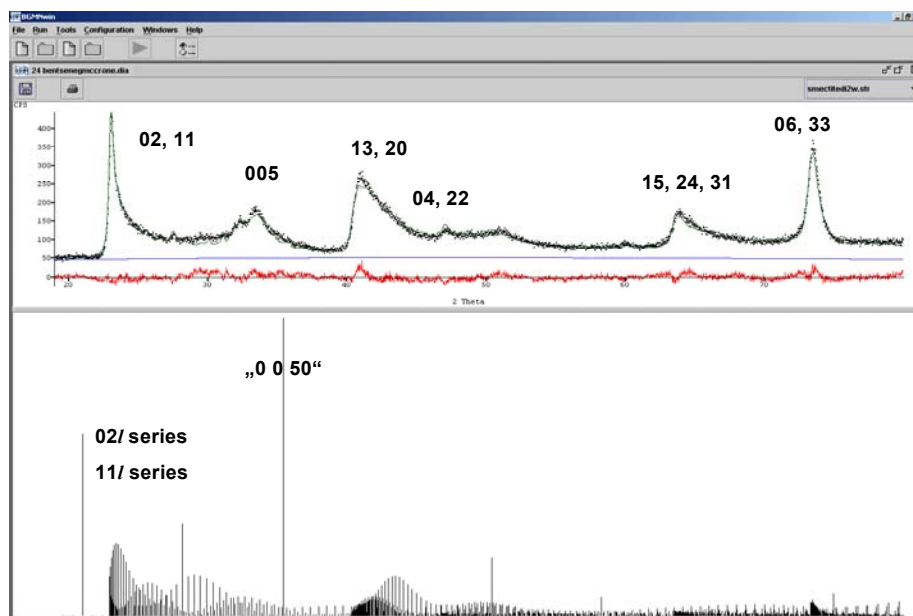 BGMNwin
File Run Tools Configuration Windows Help
24 bentsenegmccrone.dia
smectitedi2w.str
CPS
400
350
300
250
200
150
100
50
0
02, 11
005
13, 20
04, 22
15, 24, 31
06, 33
20 30 40 50 60 70
2 Theta
„0 0 50“
02l series
11l series